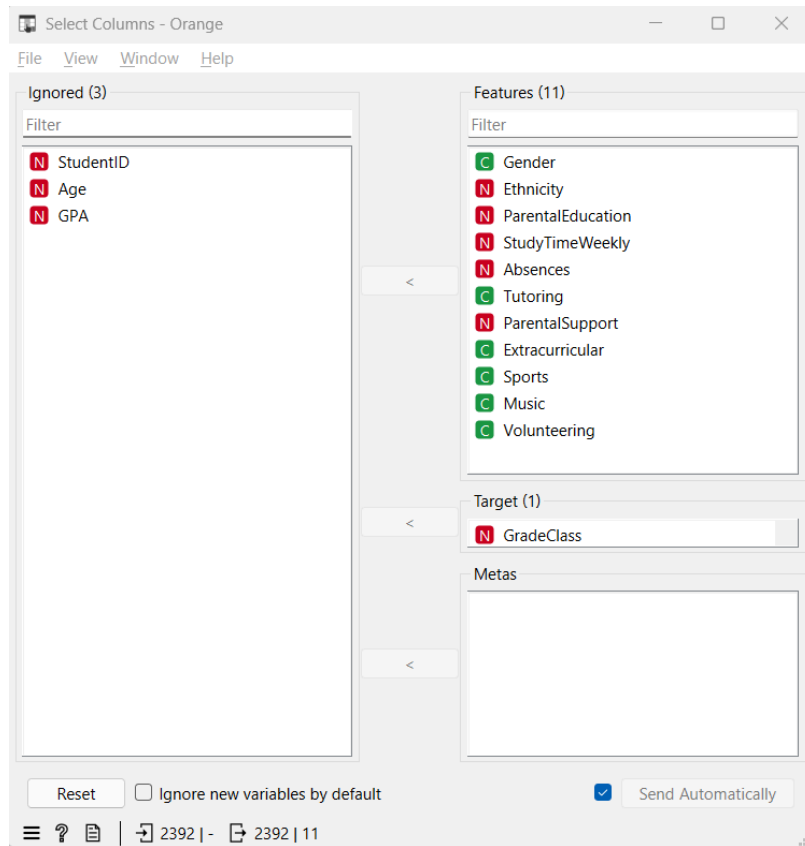 Select Columns - Orange
File View Window Help
Ignored (3)
Filter
N StudentID
N Age
N GPA
<
<
<
Features (11)
Filter
C Gender
N Ethnicity
N ParentalEducation
N StudyTimeWeekly
N Absences
C Tutoring
N ParentalSupport
C Extracurricular
C Sports
C Music
C Volunteering
Target (1)
N GradeClass
Metas
Reset Ignore new variables by default Send Automatically
? 2392 | - 2392 | 11